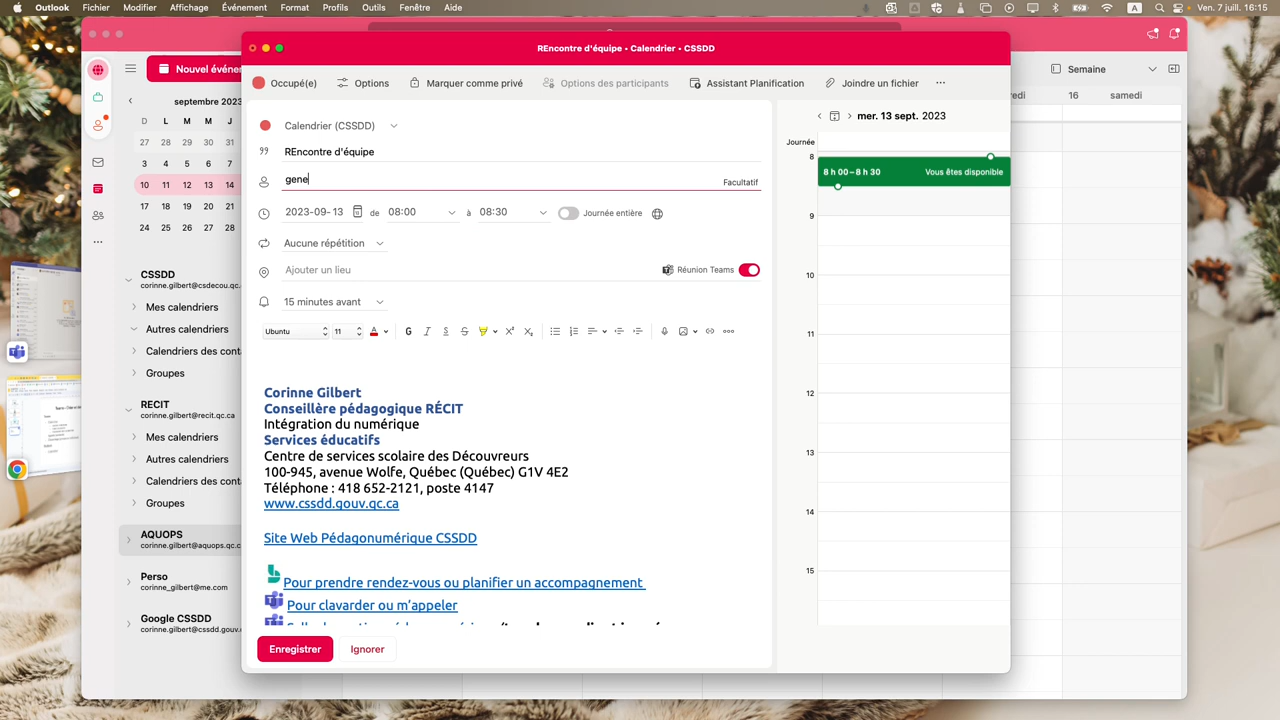 Outlook Fichier Modifier Affichage Événement Format Outils Fenêtre Aide A Ven. 7 juil. 16:15
REncontre d'équipe • Calendrier • CSSDD
Nouvel événer
Semaine
Occupé(e) Options Marquer comme privé Options des participants Assistant Planification Joindre un fichier
septembre 2023
redi 16 samedi
D L M M J
27 28 29 30 31
3 4 5 6 7
10 11 12 13 14
17 18 19 20 21
24 25 26 27 28
CSSDD
corinne.gilbert@csdecou.qc.
Mes calendriers
Autres calendriers
Calendriers des cont
Groupes
RECIT
corinne.gilbert@recit.qc.ca
Mes calendriers
Autres calendriers
Calendriers des cont
Groupes
AQUOPS
corinne.gilbert@aquops.qc.c
Perso
corinne_gilbert@me.com
Google CSSDD
corinne.gilbert@cssdd.gouv.
Calendrier (CSSDD)
REncontre d'équipe
gene
Facultatif
2023-09-13 de 08:00 à 08:30 Journée entière
Aucune répétition
Ajouter un lieu Réunion Teams
15 minutes avant
Ubuntu 11 A G I S S X² X₂
Corinne Gilbert
Conseillère pédagogique RÉCIT
Intégration du numérique
Services éducatifs
Centre de services scolaire des Découvreurs
100-945, avenue Wolfe, Québec (Québec) G1V 4E2
Téléphone : 418 652-2121, poste 4147
www.cssdd.gouv.qc.ca
Site Web Pédagonumérique CSSDD
Pour prendre rendez-vous ou planifier un accompagnement
Pour clavarder ou m’appeler
Enregistrer Ignorer
mer. 13 sept. 2023
Journée
8
8 h 00 – 8 h 30 Vous êtes disponible
9
10
11
12
13
14
15